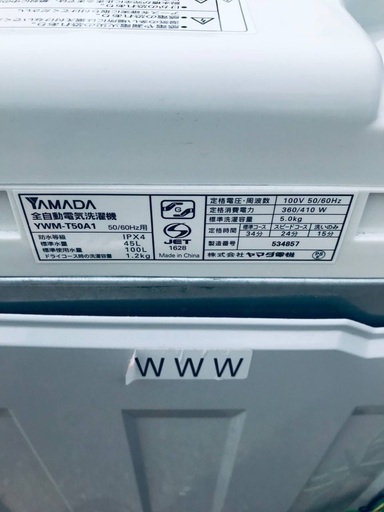 YAMADA
全自動電気洗濯機
YWM-T50A1 50/60Hz用
防水等級 IPX4
標準水量 45L
標準使用水量 100L
ドライコース時の洗濯容量 1.2kg
JET
1628
Made in China
定格電圧・周波数 100V 50/60Hz
定格消費電力 360/410 W
標準洗濯容量 5.0kg
定格時間 標準コース スピードコース 洗いのみ
34分 24分 15分
製造番号 534857
株式会社 ヤマダ電機
WWW